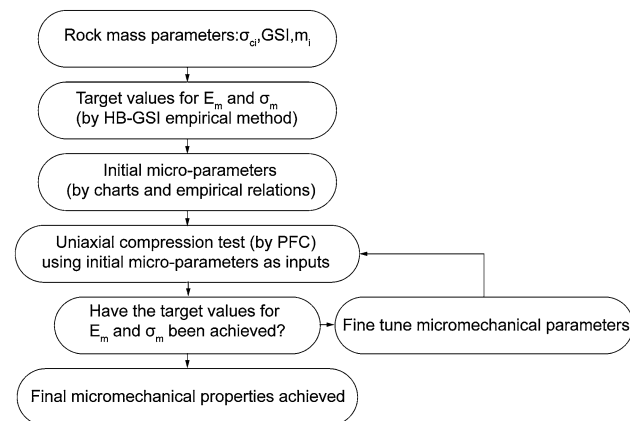 Rock mass parameters:σci,GSI,mi
Target values for Em and σm
(by HB-GSI empirical method)
Initial micro-parameters
(by charts and empirical relations)
Uniaxial compression test (by PFC)
using initial micro-parameters as inputs
Have the target values for
Em and σm been achieved?
Fine tune micromechanical parameters
Final micromechanical properties achieved